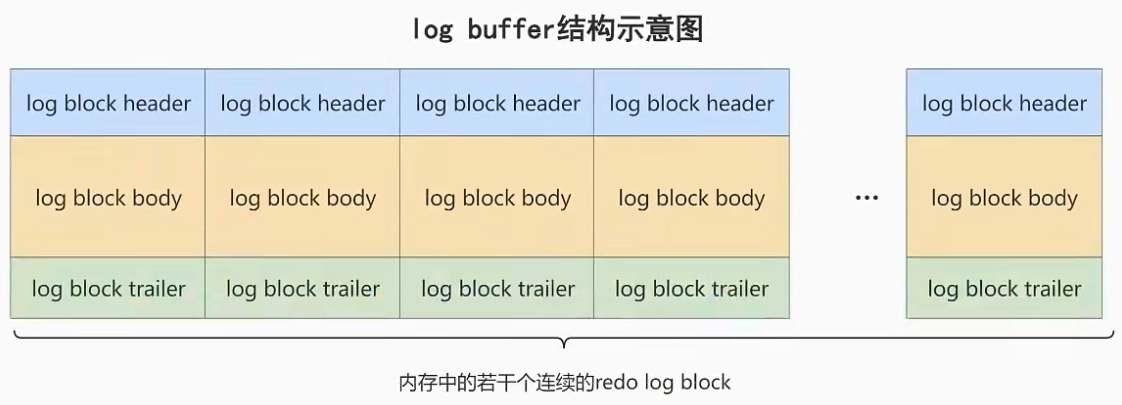 log buffer结构示意图
log block header log block header log block header log block header log block header
log block body log block body log block body log block body ... log block body
log block trailer log block trailer log block trailer log block trailer log block trailer
内存中的若干个连续的redo log block